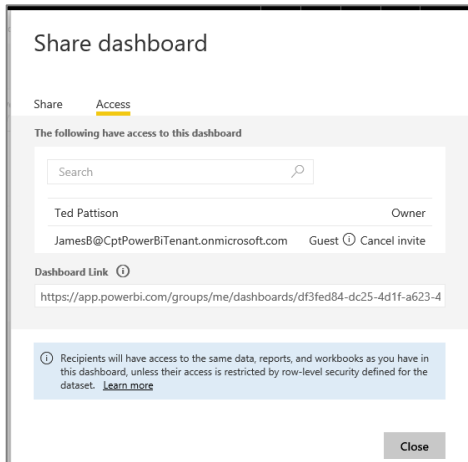 Share dashboard
Share Access
The following have access to this dashboard
Search
Ted Pattison Owner
JamesB@CptPowerBiTenant.onmicrosoft.com Guest Cancel invite
Dashboard Link
https://app.powerbi.com/groups/me/dashboards/df3fed84-dc25-4d1f-a623-4
Recipients will have access to the same data, reports, and workbooks as you have in
this dashboard, unless their access is restricted by row-level security defined for the
dataset. Learn more
Close